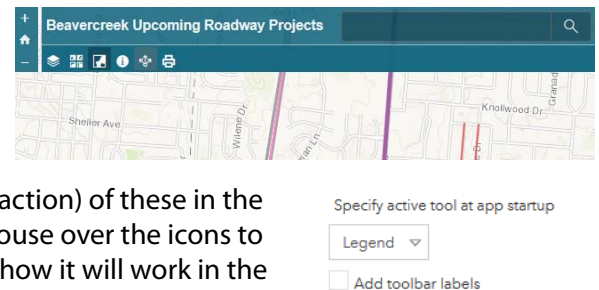 Beavercreek Upcoming Roadway Projects
Sheller Ave
Wilene Dr
Knollwood Dr
action) of these in the
ouse over the icons to
how it will work in the
Specify active tool at app startup
Legend
Add toolbar labels